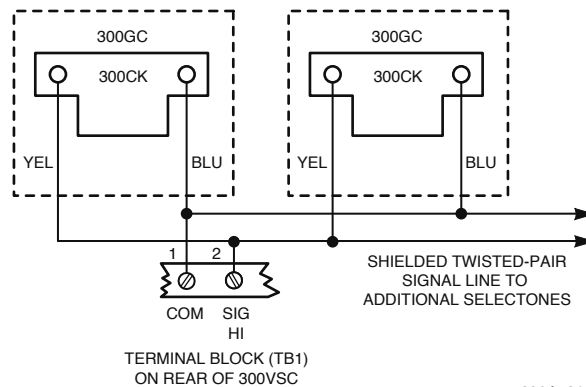 300GC
300CK
YEL
BLU
300GC
300CK
YEL
BLU
1
2
COM
SIG
HI
TERMINAL BLOCK (TB1)
ON REAR OF 300VSC
SHIELDED TWISTED-PAIR
SIGNAL LINE TO
ADDITIONAL SELECTONES